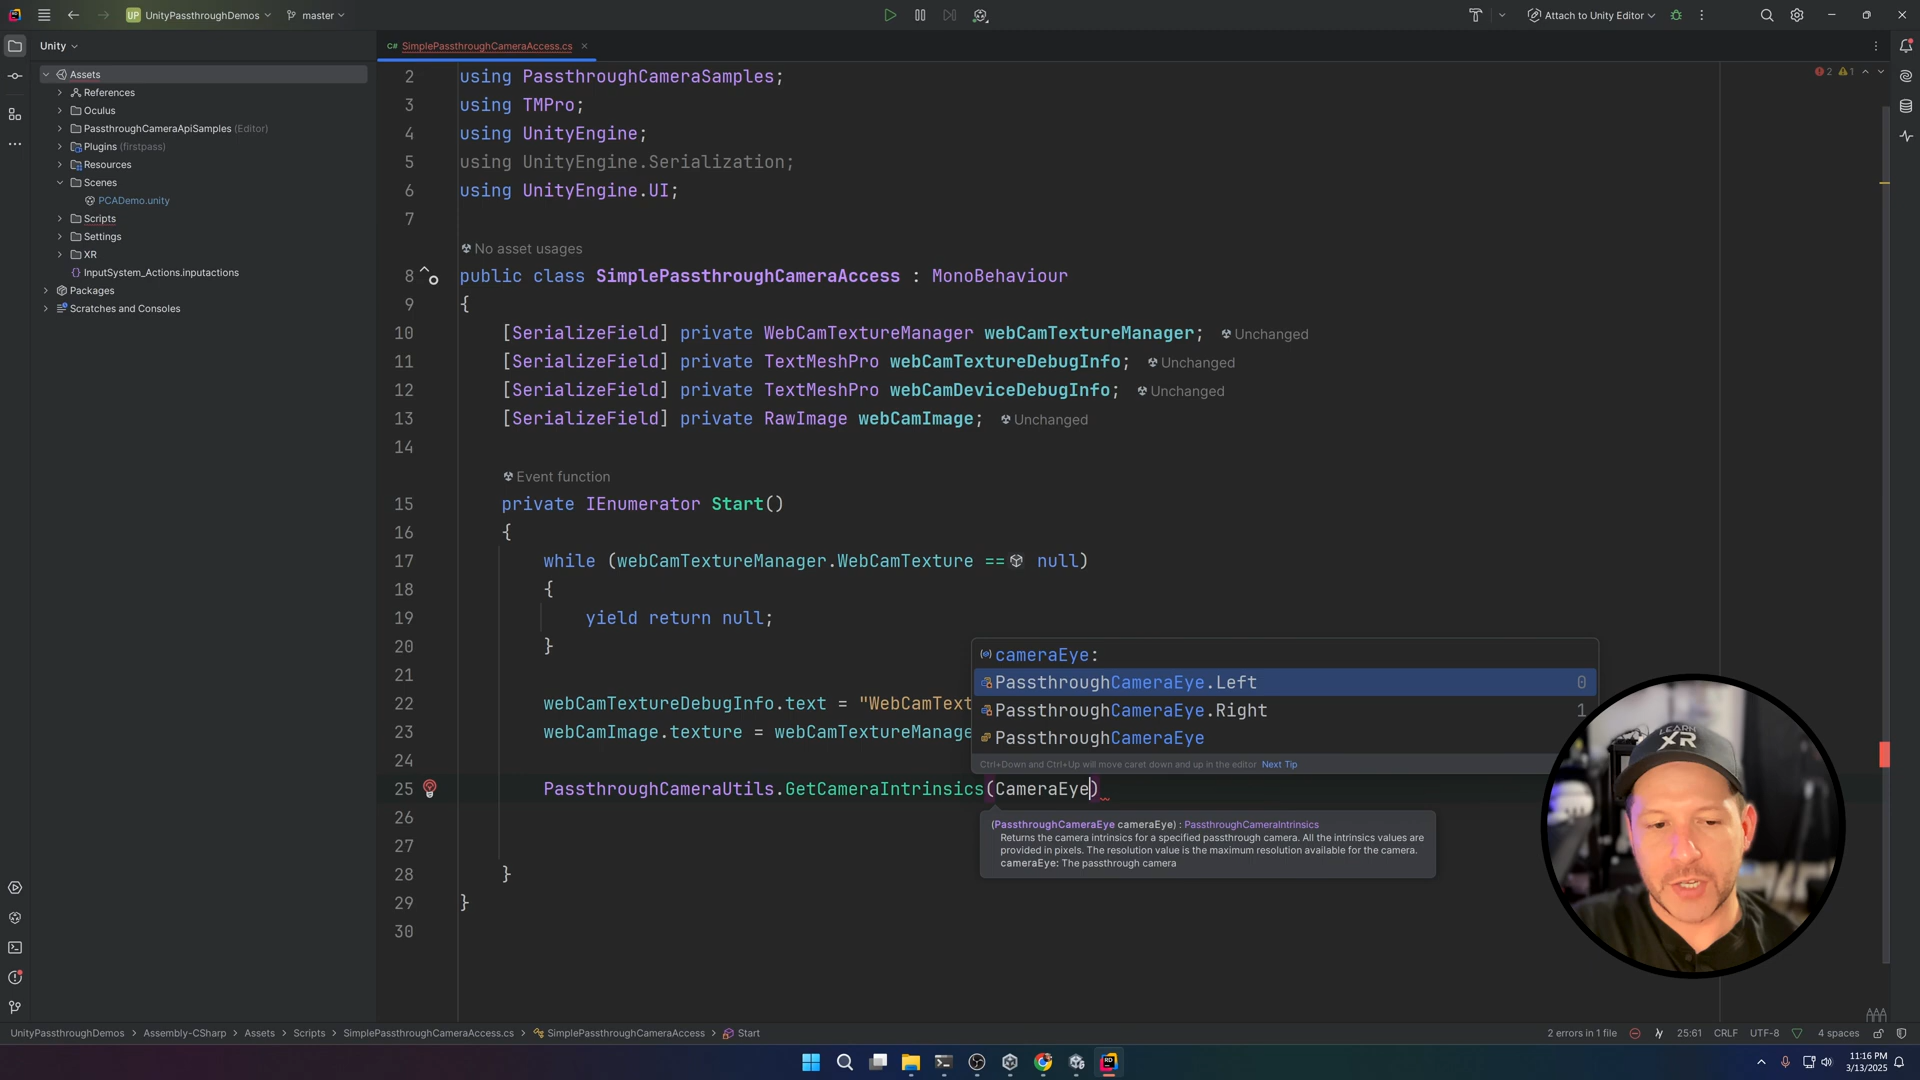 UP UnityPassthroughDemos
master
Attach to Unity Editor
Unity
C# SimplePassthroughCameraAccess.cs
Assets
References
Oculus
PassthroughCameraApiSamples (Editor)
Plugins (firstpass)
Resources
Scenes
PCADemo.unity
Scripts
Settings
XR
InputSystem_Actions.inputactions
Packages
Scratches and Consoles
2 1
2 using PassthroughCameraSamples;
3 using TMPro;
4 using UnityEngine;
5 using UnityEngine.Serialization;
6 using UnityEngine.UI;
7
No asset usages
8 public class SimplePassthroughCameraAccess : MonoBehaviour
9 {
10 [SerializeField] private WebCamTextureManager webCamTextureManager; Unchanged
11 [SerializeField] private TextMeshPro webCamTextureDebugInfo; Unchanged
12 [SerializeField] private TextMeshPro webCamDeviceDebugInfo; Unchanged
13 [SerializeField] private RawImage webCamImage; Unchanged
14
Event function
15 private IEnumerator Start()
16 {
17 while (webCamTextureManager.WebCamTexture == null)
18 {
19 yield return null;
20 }
21
22 webCamTextureDebugInfo.text = "WebCamText
23 webCamImage.texture = webCamTextureManage
24
25 PassthroughCameraUtils.GetCameraIntrinsics(CameraEye)
26
27
28 }
29 }
30
cameraEye:
PassthroughCameraEye.Left 0
PassthroughCameraEye.Right 1
PassthroughCameraEye
Ctrl+Down and Ctrl+Up will move caret down and up in the editor Next Tip
(PassthroughCameraEye cameraEye) : PassthroughCameraIntrinsics
Returns the camera intrinsics for a specified passthrough camera. All the intrinsics values are
provided in pixels. The resolution value is the maximum resolution available for the camera.
cameraEye: The passthrough camera
LEARN
XR
UnityPassthroughDemos > Assembly-CSharp > Assets > Scripts > SimplePassthroughCameraAccess.cs > SimplePassthroughCameraAccess > Start
2 errors in 1 file 25:61 CRLF UTF-8 4 spaces
11:16 PM
3/13/2025